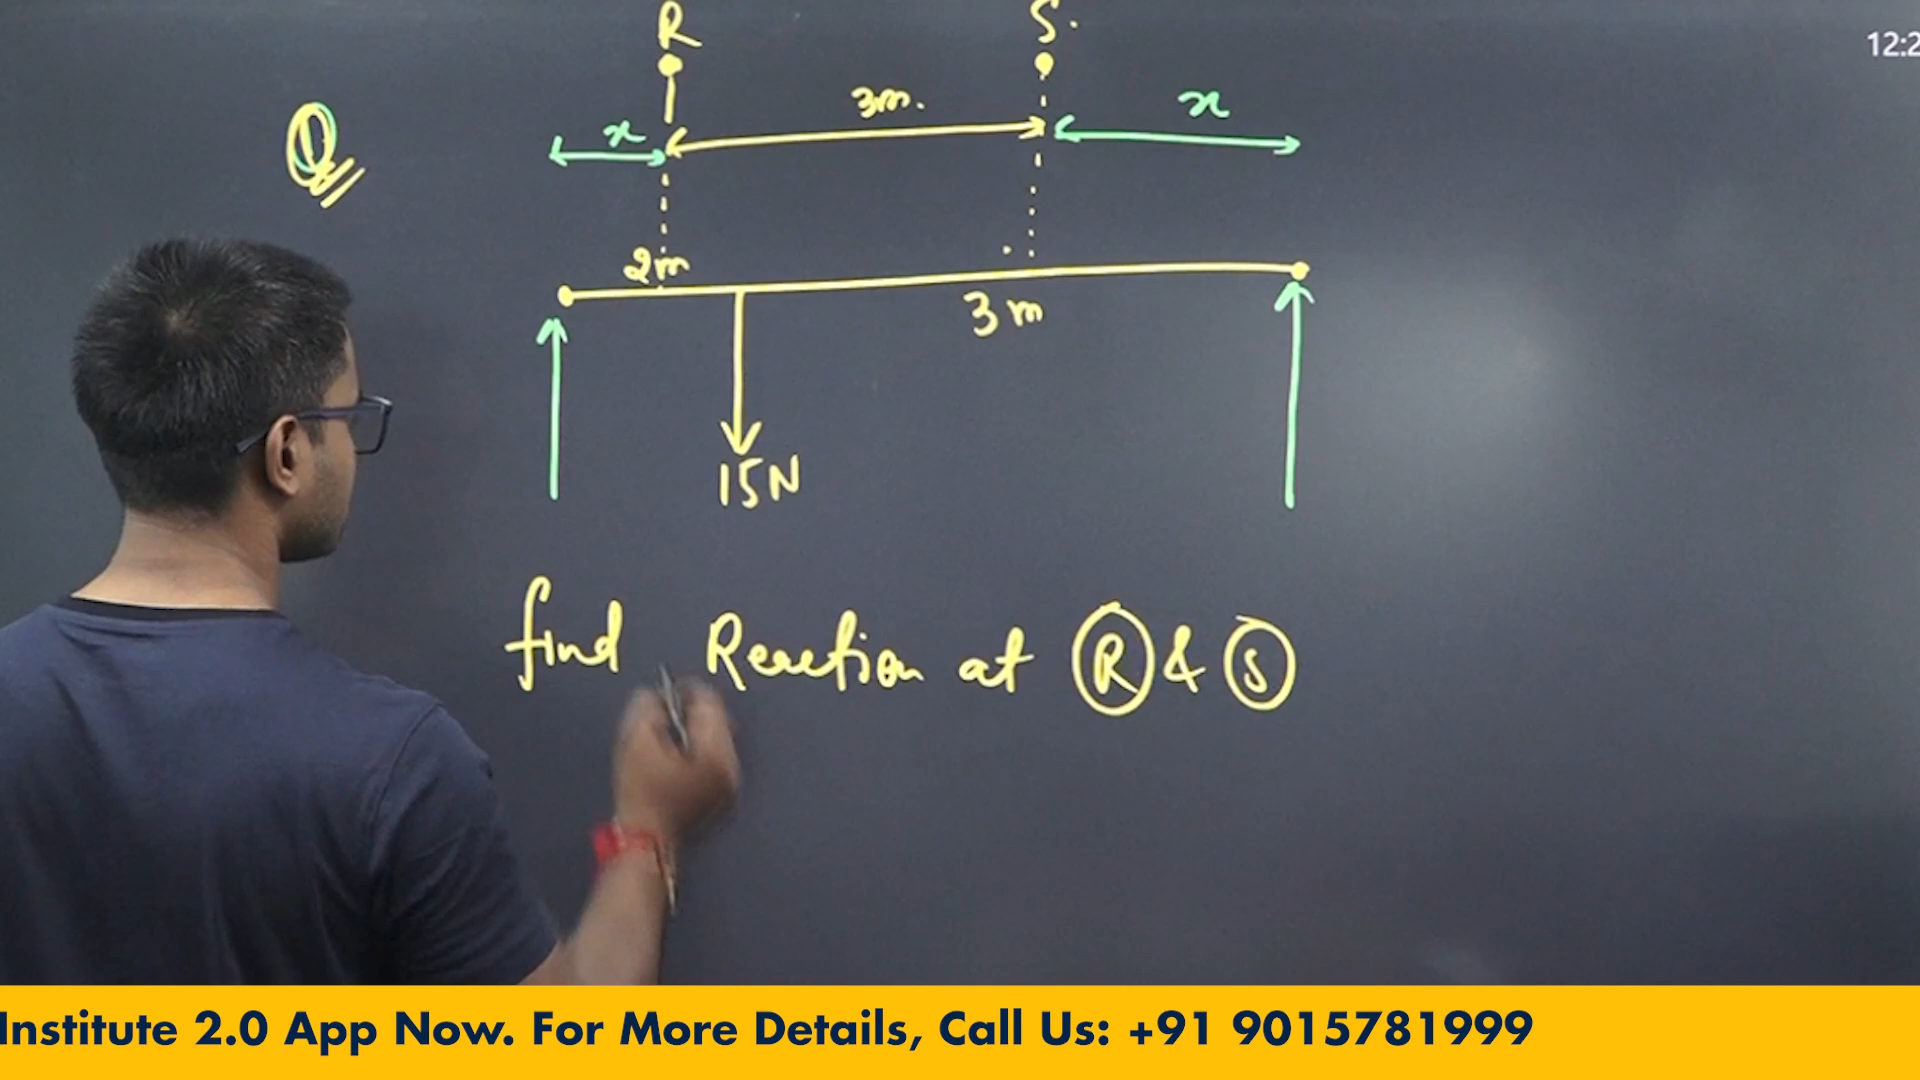 R
S.
12:2
3m.
x
x
Q
2m
3m
15N
find Reaction at R & S
Institute 2.0 App Now. For More Details, Call Us: +91 9015781999